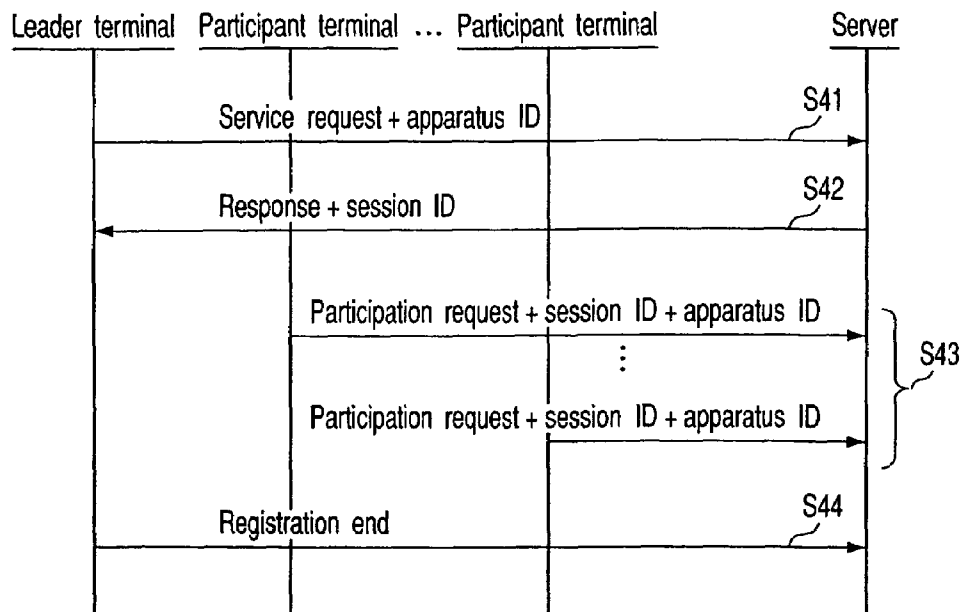 Leader terminal Participant terminal ... Participant terminal Server
S41
Service request + apparatus ID
S42
Response + session ID
Participation request + session ID + apparatus ID
⋮
S43
Participation request + session ID + apparatus ID
S44
Registration end